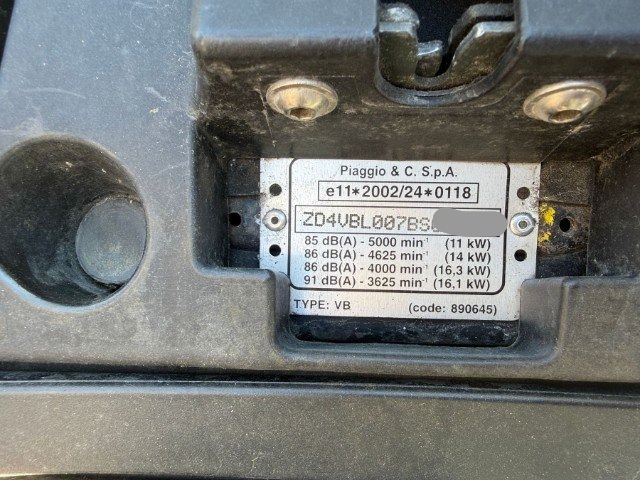 Piaggio & C. S.p.A.
e11*2002/24*0118
ZD4VBL007BS
85 dB(A) - 5000 min⁻¹ (11 kW)
86 dB(A) - 4625 min⁻¹ (14 kW)
86 dB(A) - 4000 min⁻¹ (16,3 kW)
91 dB(A) - 3625 min⁻¹ (16,1 kW)
TYPE: VB (code: 890645)